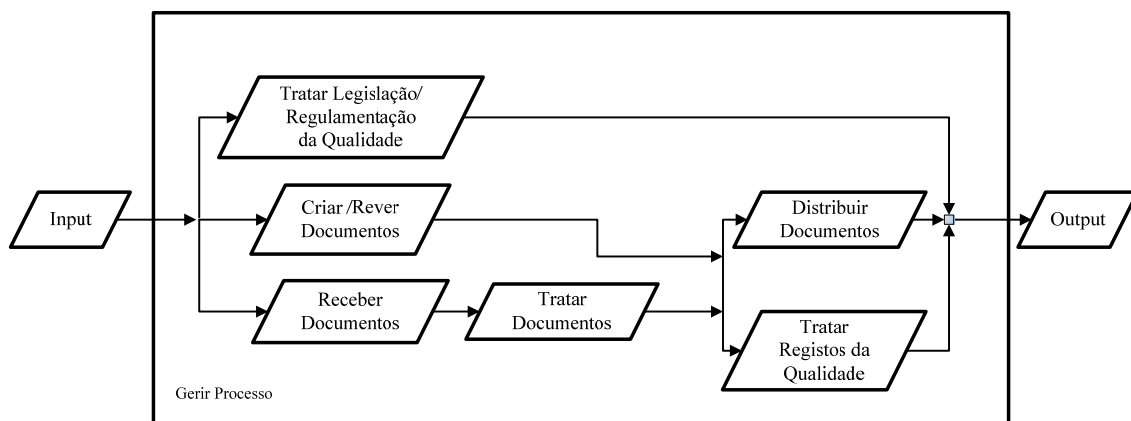 Tratar Legislação/
Regulamentação
da Qualidade
Input
Criar /Rever
Documentos
Distribuir
Documentos
Output
Receber
Documentos
Tratar
Documentos
Tratar
Registos da
Qualidade
Gerir Processo